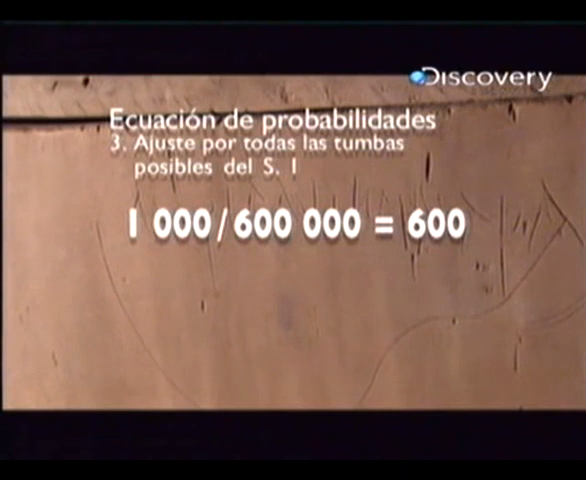 Discovery
Ecuación de probabilidades
3. Ajuste por todas las tumbas
posibles del S. I
1 000/600 000 = 600